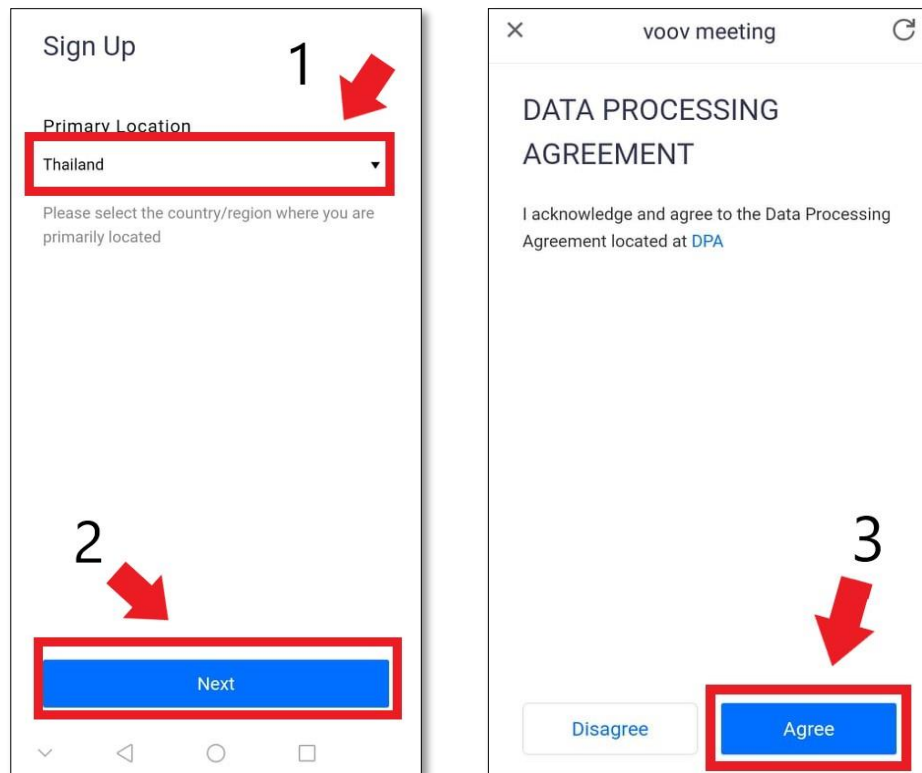 Sign Up
1
Primary Location
Thailand
Please select the country/region where you are
primarily located
2
Next
voov meeting
DATA PROCESSING
AGREEMENT
I acknowledge and agree to the Data Processing
Agreement located at DPA
3
Disagree
Agree